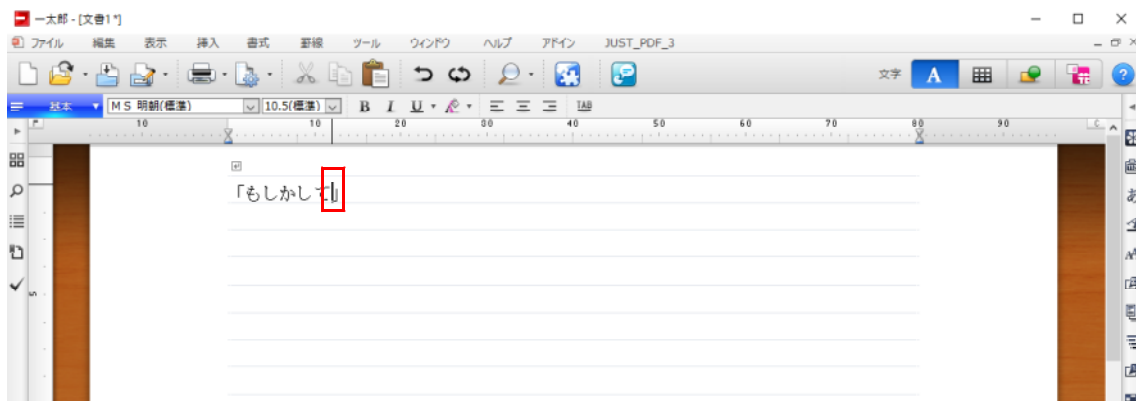 一太郎 - [文書1 *]
ファイル 編集 表示 挿入 書式 罫線 ツール ウィンドウ ヘルプ アドイン JUST_PDF_3
文字 A
基本 ＭＳ 明朝(標準) 10.5(標準) B I U TAB
10 10 20 30 40 50 60 70 80 90
「もしかして」
5